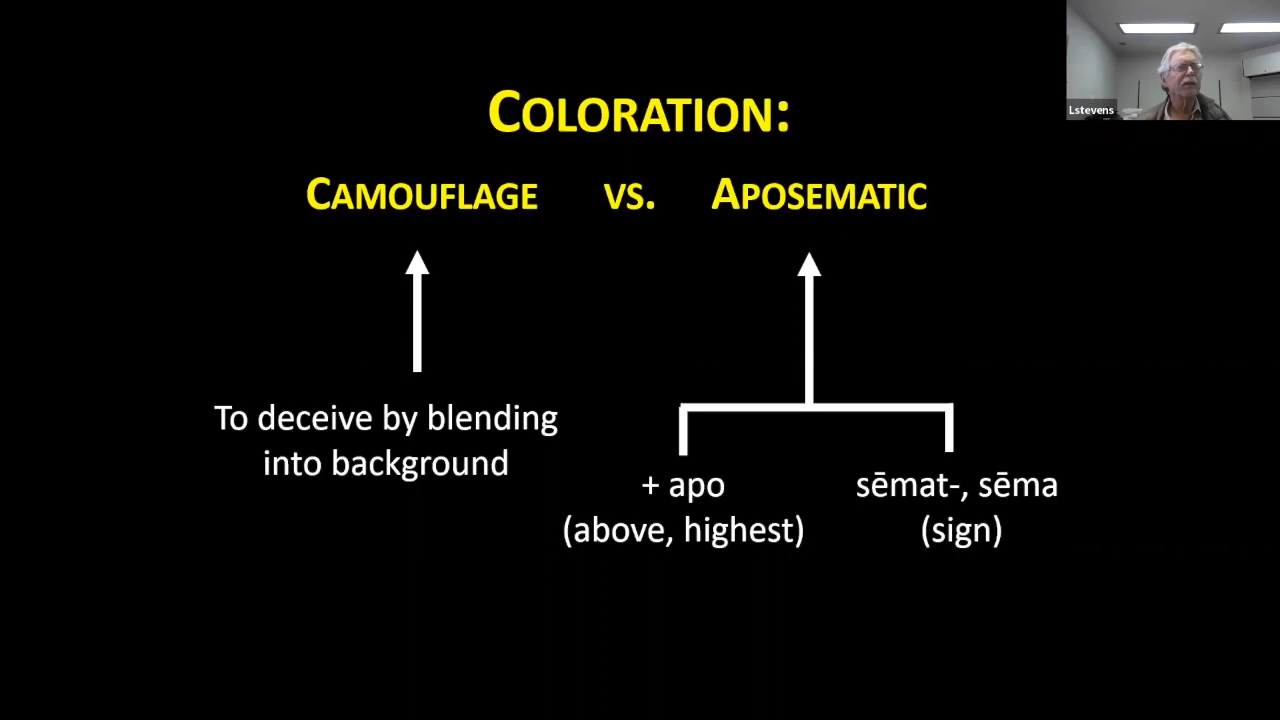 COLORATION:
CAMOUFLAGE VS. APOSEMATIC
To deceive by blending
into background
+ apo
(above, highest)
sēmat-, sēma
(sign)
Lstevens